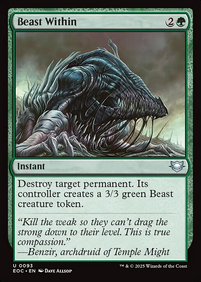 Beast Within 2
Instant
Destroy target permanent. Its
controller creates a 3/3 green Beast
creature token.
"Kill the weak so they can't drag the
strong down to their level. This is true
compassion."
—Benzir, archdruid of Temple Might
U 0093
EOC • EN DAVE ALLSOP
™ & © 2025 Wizards of the Coast